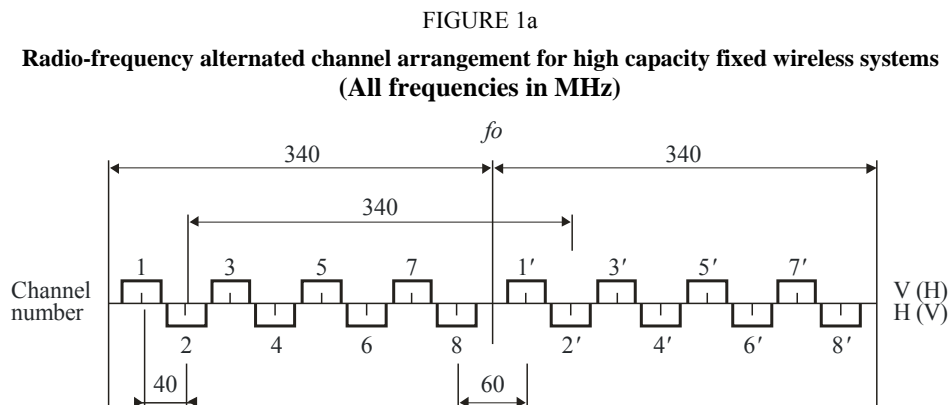 FIGURE 1a
Radio-frequency alternated channel arrangement for high capacity fixed wireless systems
(All frequencies in MHz)
fo
340 340
340
1 3 5 7 1′ 3′ 5′ 7′
Channel number
V (H)
H (V)
2 4 6 8 2′ 4′ 6′ 8′
40 60